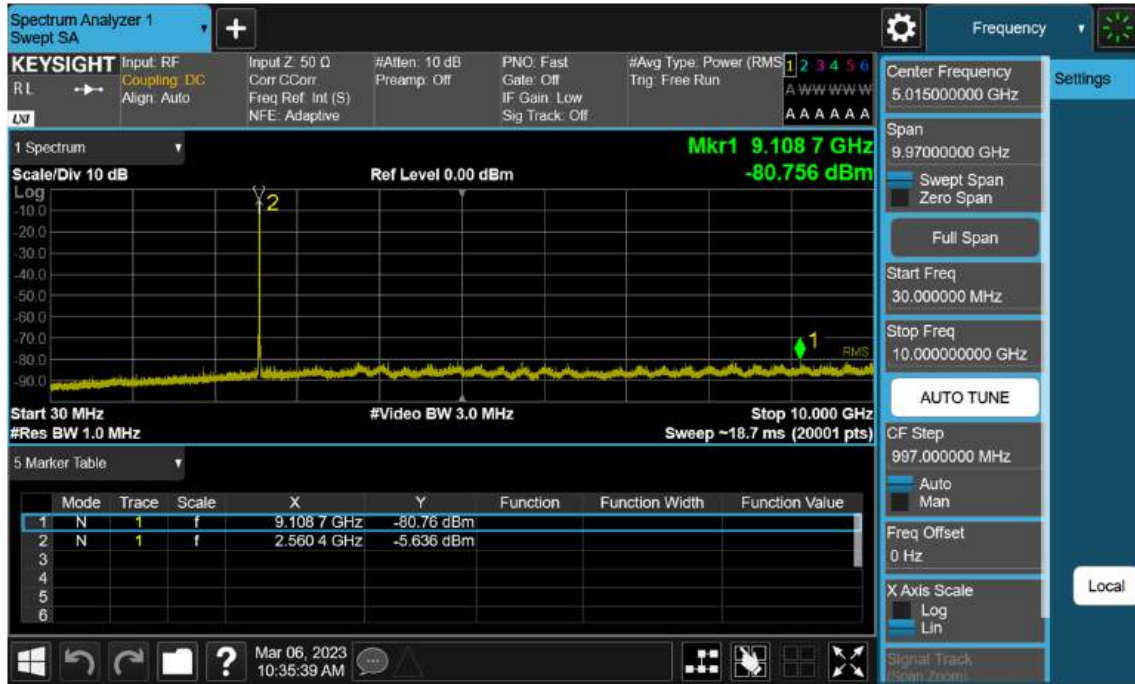 Spectrum Analyzer 1
Swept SA
+
Frequency
KEYSIGHT
RL
LXI
Input: RF
Coupling: DC
Align: Auto
Input Z: 50 Ω
Corr CCorr
Freq Ref: Int (S)
NFE: Adaptive
#Atten: 10 dB
Preamp: Off
PNO: Fast
Gate: Off
IF Gain: Low
Sig Track: Off
#Avg Type: Power (RMS
Trig: Free Run
1 2 3 4 5 6
A W W W W W
A A A A A A
Center Frequency
5.015000000 GHz
Settings
1 Spectrum
Mkr1 9.108 7 GHz
-80.756 dBm
Scale/Div 10 dB
Ref Level 0.00 dBm
Span
9.97000000 GHz
Swept Span
Zero Span
Full Span
Log
-10.0
-20.0
-30.0
-40.0
-50.0
-60.0
-70.0
-80.0
-90.0
2
1
RMS
Start Freq
30.000000 MHz
Stop Freq
10.000000000 GHz
AUTO TUNE
Start 30 MHz
#Video BW 3.0 MHz
Stop 10.000 GHz
#Res BW 1.0 MHz
Sweep ~18.7 ms (20001 pts)
CF Step
997.000000 MHz
Auto
Man
5 Marker Table
Mode Trace Scale X Y Function Function Width Function Value
1 N 1 f 9.108 7 GHz -80.76 dBm
2 N 1 f 2.560 4 GHz -5.636 dBm
3
4
5
6
Freq Offset
0 Hz
X Axis Scale
Log
Lin
Local
Signal Track
(Span Zoom)
?
Mar 06, 2023
10:35:39 AM